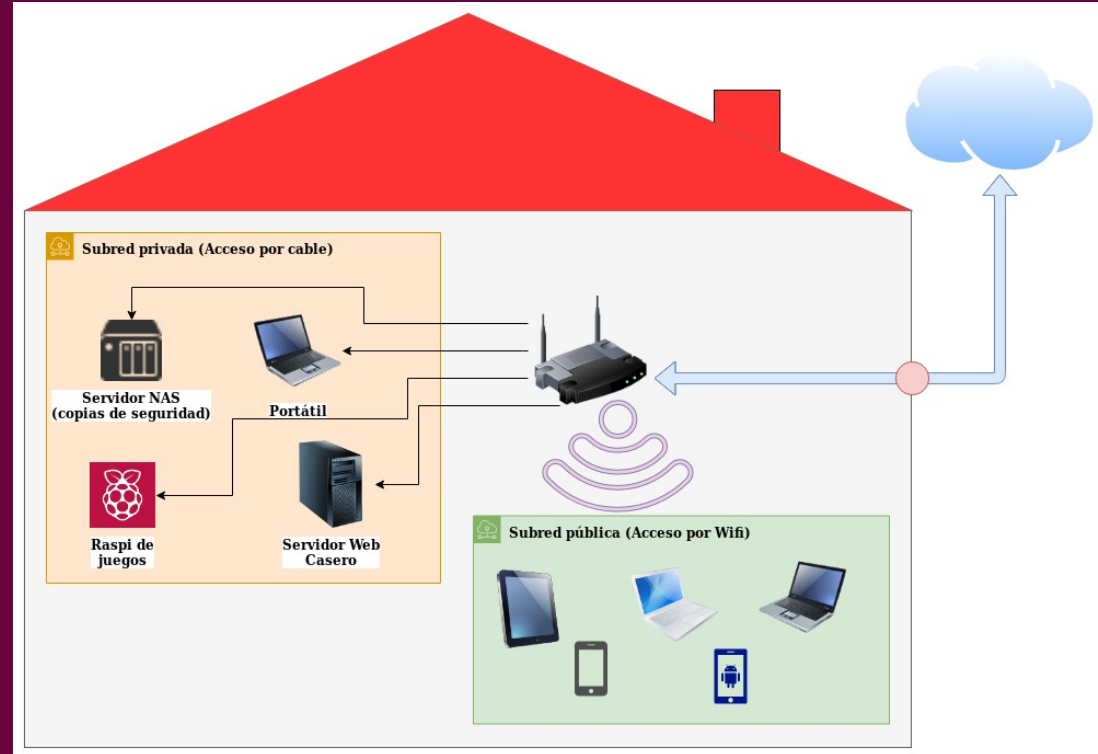 Subred privada (Acceso por cable)
Servidor NAS
(copias de seguridad)
Portátil
Raspi de
juegos
Servidor Web
Casero
Subred pública (Acceso por Wifi)